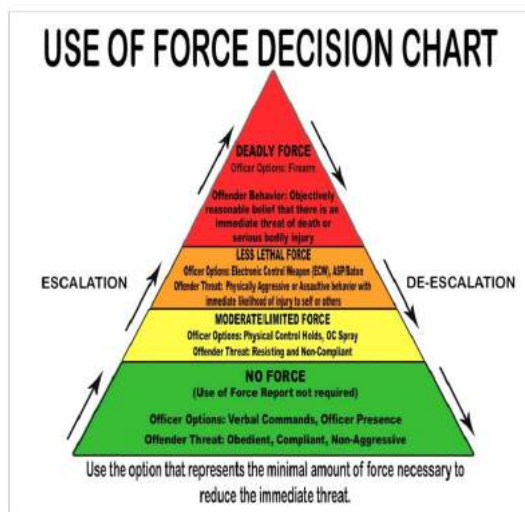 USE OF FORCE DECISION CHART
DEADLY FORCE
Officer Options: Firearm
Offender Behavior: Objectively
reasonable belief that there is an
immediate threat of death or
serious bodily injury
LESS LETHAL FORCE
Officer Options: Electronic Control Weapon (ECW), ASP/Baton
Offender Threat: Physically Aggressive or Assaultive behavior with
immediate likelihood of injury to self or others
ESCALATION
DE-ESCALATION
MODERATE/LIMITED FORCE
Officer Options: Physical Control Holds, OC Spray
Offender Threat: Resisting and Non-Compliant
NO FORCE
(Use of Force Report not required)
Officer Options: Verbal Commands, Officer Presence
Offender Threat: Obedient, Compliant, Non-Aggressive
Use the option that represents the minimal amount of force necessary to
reduce the immediate threat.